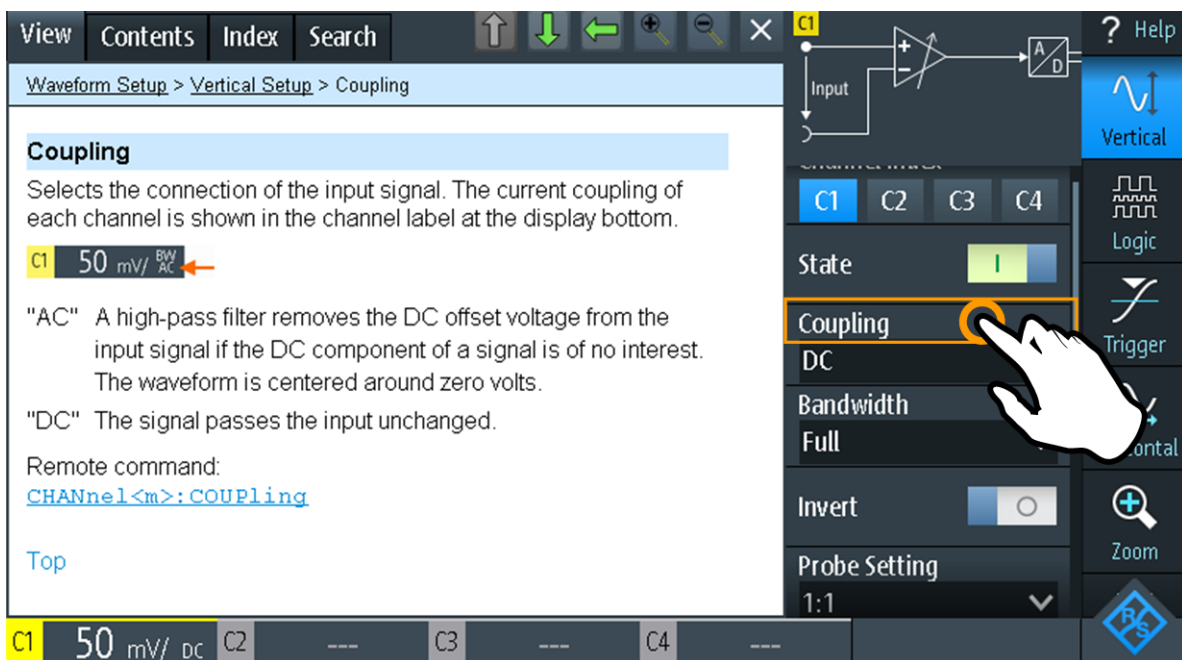 View Contents Index Search
Waveform Setup > Vertical Setup > Coupling
Coupling
Selects the connection of the input signal. The current coupling of
each channel is shown in the channel label at the display bottom.
C1 50 mV/ BW
AC
"AC" A high-pass filter removes the DC offset voltage from the
input signal if the DC component of a signal is of no interest.
The waveform is centered around zero volts.
"DC" The signal passes the input unchanged.
Remote command:
CHANnel<m>:COUPling
Top
C1
Input
A
D
C1 C2 C3 C4
State
I
Coupling
DC
Bandwidth
Full
Invert
Probe Setting
1:1
? Help
Vertical
Logic
Trigger
ontal
Zoom
R&S
C1 50 mV/ DC C2 --- C3 --- C4 ---